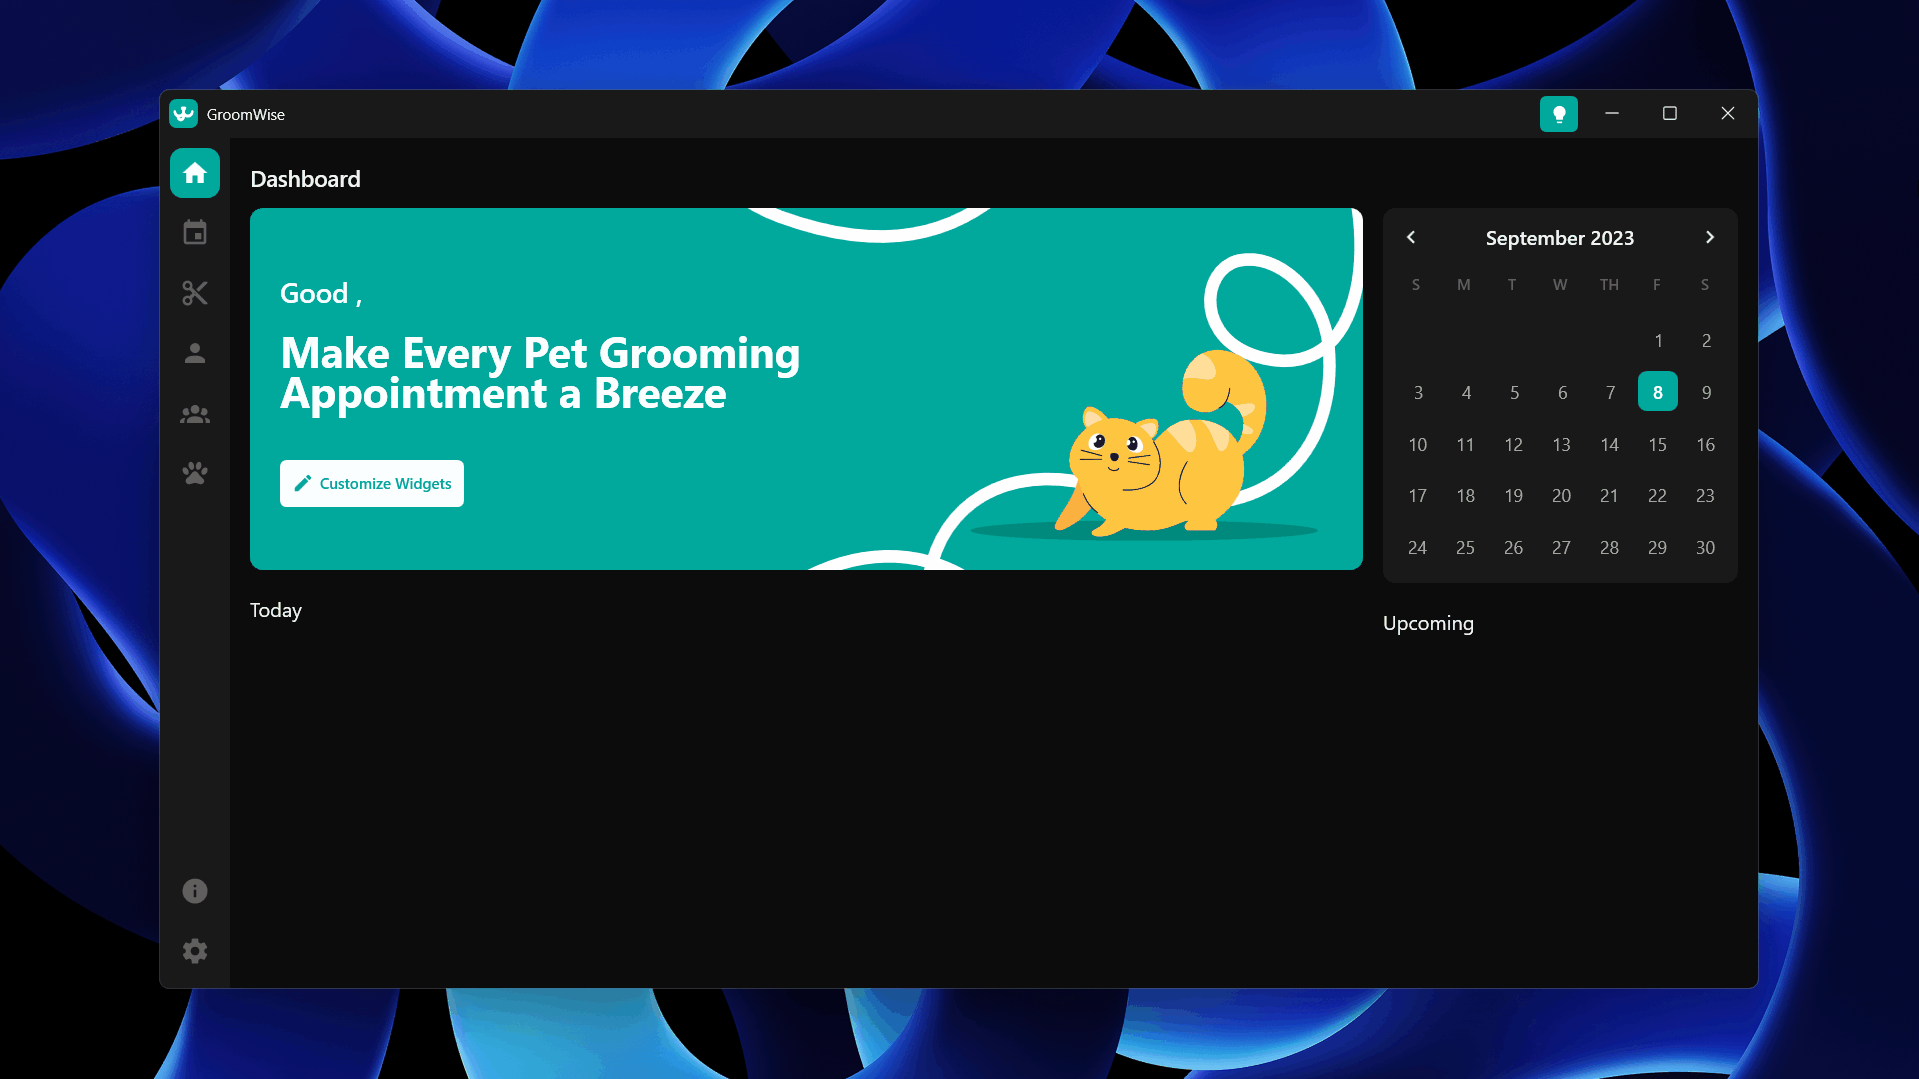 GroomWise
Dashboard
Good ,
Make Every Pet Grooming
Appointment a Breeze
Customize Widgets
Today
September 2023
S M T W TH F S
1 2
3 4 5 6 7 8 9
10 11 12 13 14 15 16
17 18 19 20 21 22 23
24 25 26 27 28 29 30
Upcoming